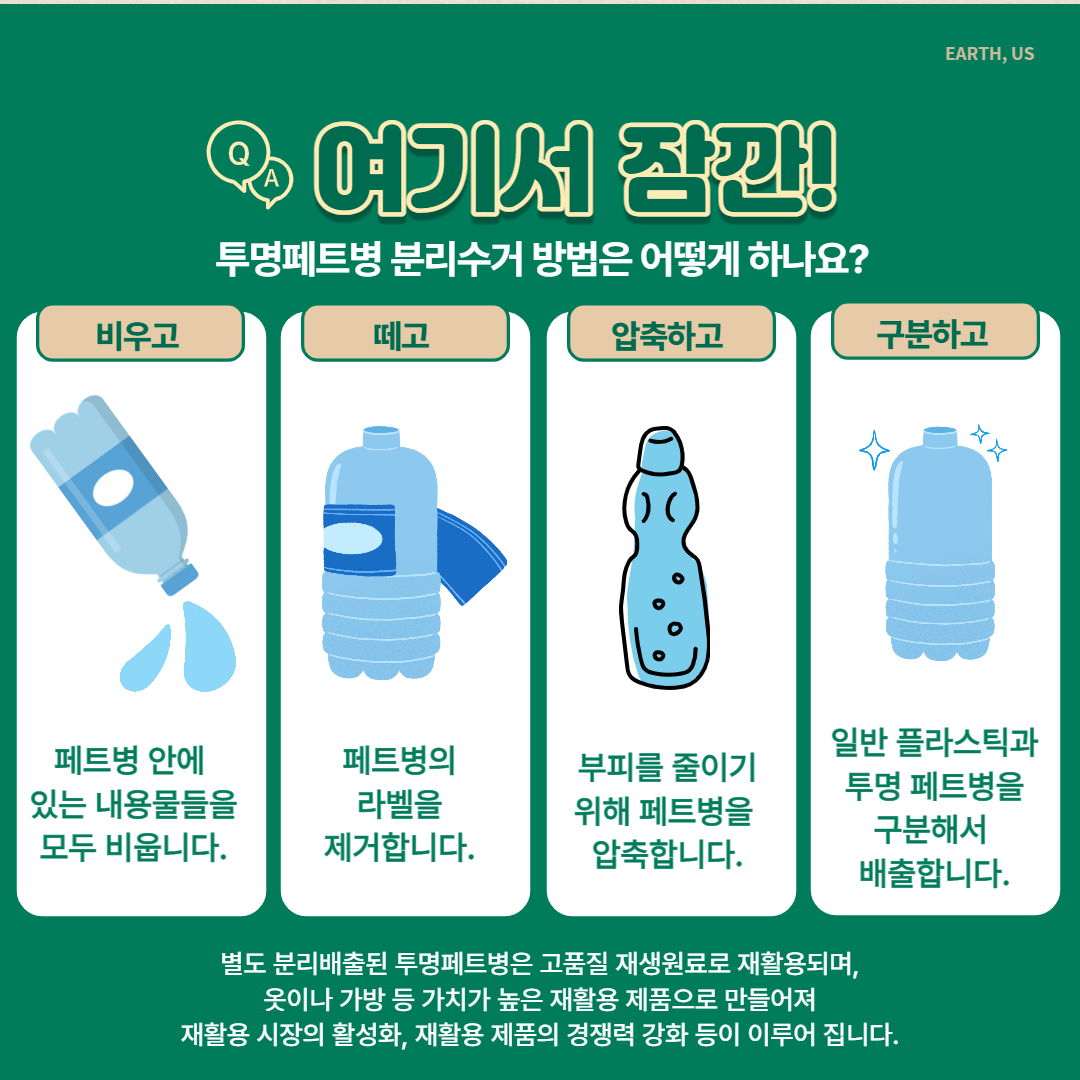 EARTH, US
Q
A
여기서 잠깐!
투명페트병 분리수거 방법은 어떻게 하나요?
비우고
페트병 안에
있는 내용물들을
모두 비웁니다.
떼고
페트병의
라벨을
제거합니다.
압축하고
부피를 줄이기
위해 페트병을
압축합니다.
구분하고
일반 플라스틱과
투명 페트병을
구분해서
배출합니다.
별도 분리배출된 투명페트병은 고품질 재생원료로 재활용되며,
옷이나 가방 등 가치가 높은 재활용 제품으로 만들어져
재활용 시장의 활성화, 재활용 제품의 경쟁력 강화 등이 이루어 집니다.